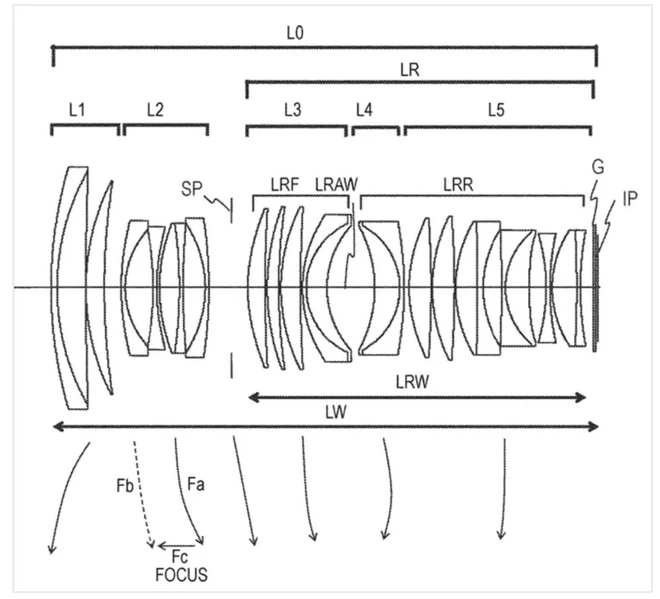 L0
LR
L1 L2 L3 L4 L5
G
SP LRF LRAW LRR IP
LRW
LW
Fb Fa
Fc
FOCUS